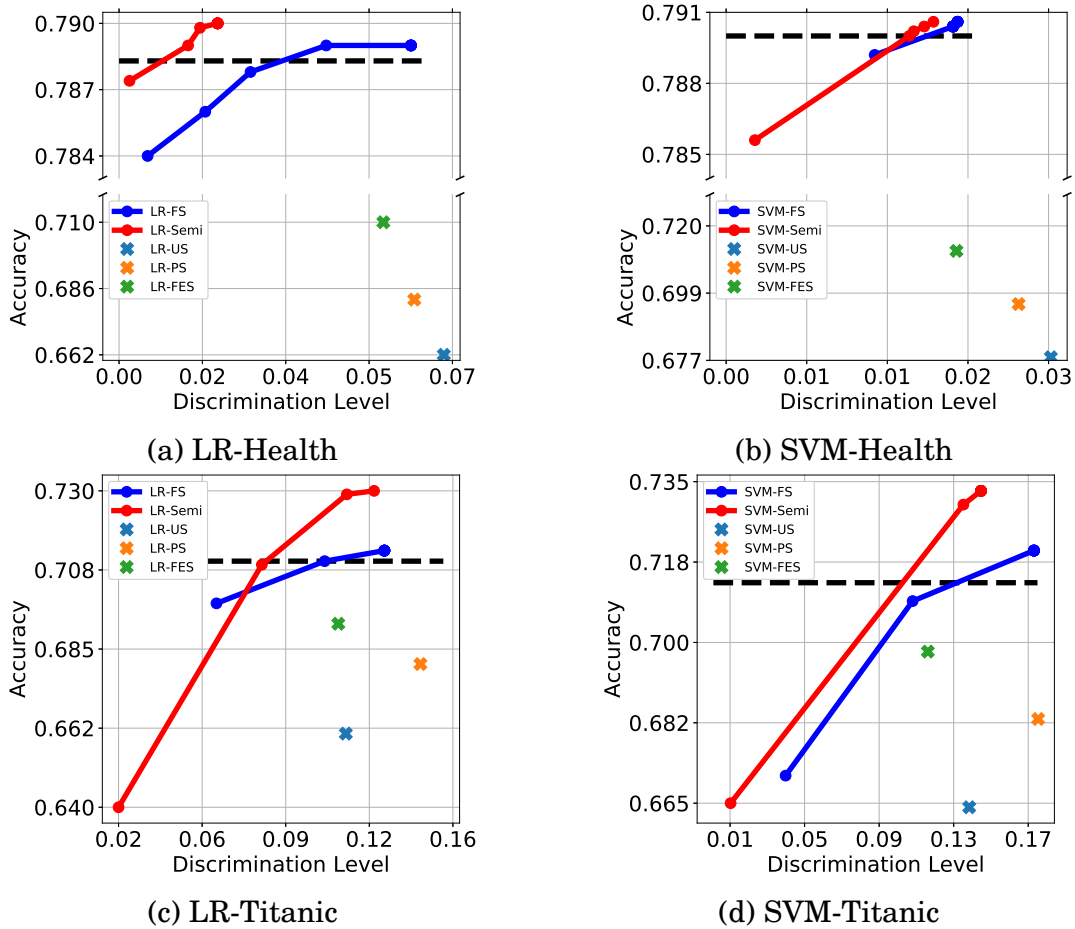 0.790
0.787
0.784
0.710
0.686
0.662
Accuracy
LR-FS
LR-Semi
LR-US
LR-PS
LR-FES
0.00 0.02 0.04 0.05 0.07
Discrimination Level
(a) LR-Health
0.791
0.788
0.785
0.720
0.699
0.677
Accuracy
SVM-FS
SVM-Semi
SVM-US
SVM-PS
SVM-FES
0.00 0.01 0.01 0.02 0.03
Discrimination Level
(b) SVM-Health
0.730
0.708
0.685
0.662
0.640
Accuracy
LR-FS
LR-Semi
LR-US
LR-PS
LR-FES
0.02 0.06 0.09 0.12 0.16
Discrimination Level
(c) LR-Titanic
0.735
0.718
0.700
0.682
0.665
Accuracy
SVM-FS
SVM-Semi
SVM-US
SVM-PS
SVM-FES
0.01 0.05 0.09 0.13 0.17
Discrimination Level
(d) SVM-Titanic